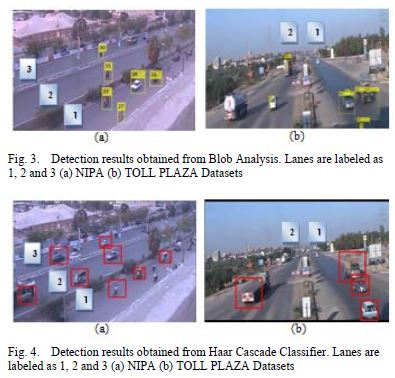 3
2
1
2 1
(a) (b)
Fig. 3. Detection results obtained from Blob Analysis. Lanes are labeled as
1, 2 and 3 (a) NIPA (b) TOLL PLAZA Datasets
3
2
1
2 1
(a) (b)
Fig. 4. Detection results obtained from Haar Cascade Classifier. Lanes are
labeled as 1, 2 and 3 (a) NIPA (b) TOLL PLAZA Datasets